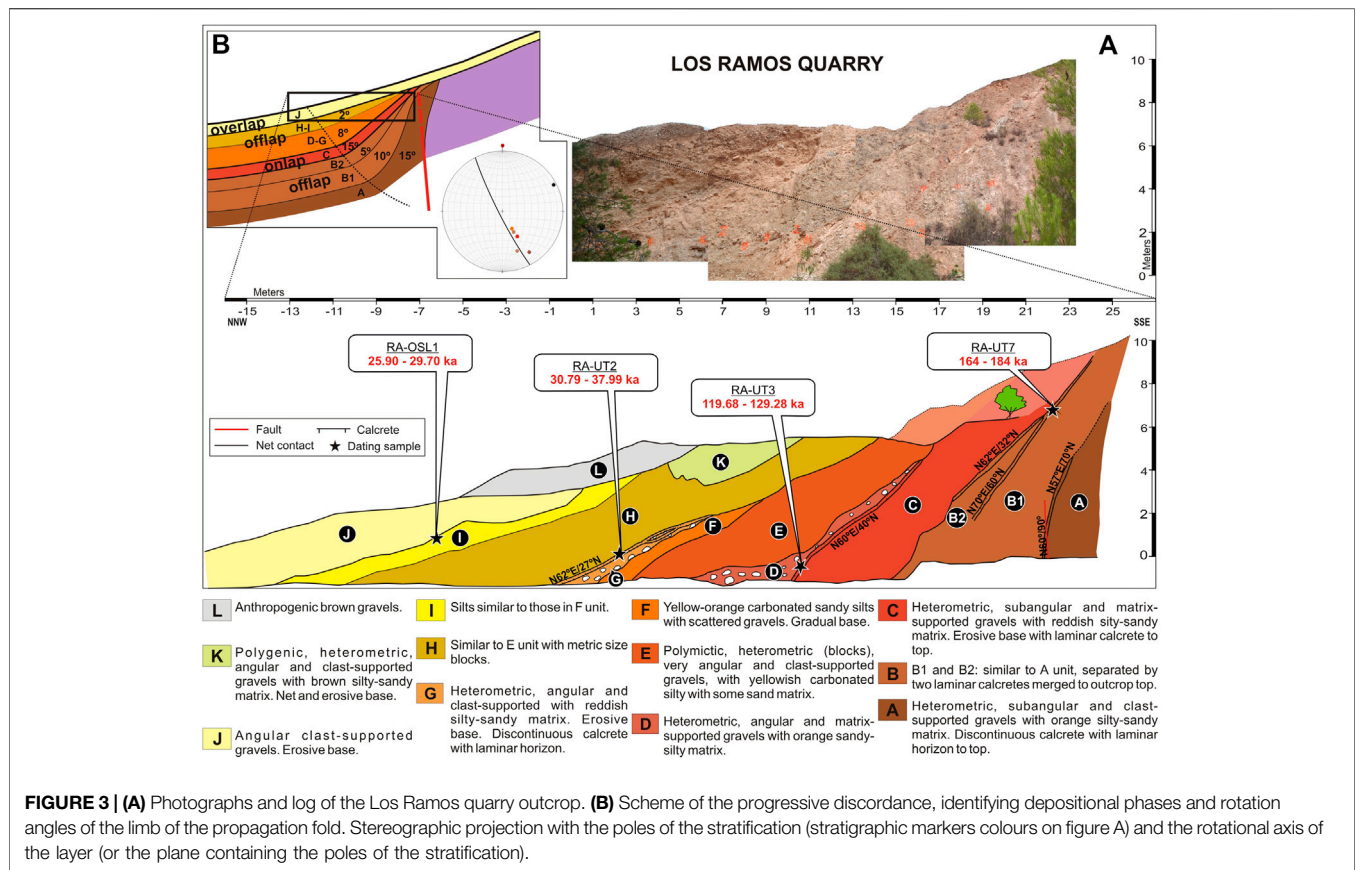 B
LOS RAMOS QUARRY
A
overlap
offlap
onlap
offlap
J
H-I
D-G
C
B2
B1
A
2º
8º
15º
5º
10º
15º
10
8
6
4
2
0
Meters
Meters
-15 -13 -11 -9 -7 -5 -3 1 1 3 5 7 9 11 13 15 17 19 21 23 25
NNW
SSE
RA-OSL1
25.90 - 29.70 ka
RA-UT2
30.79 - 37.99 ka
RA-UT3
119.68 - 129.28 ka
RA-UT7
164 - 184 ka
10
8
6
4
2
0
Fault
Calcrete
Net contact
Dating sample
L
K
J
I
H
F
G
E
D
C
B2
B1
A
N62ºE/27ºN
N60ºE/40ºN
N62ºE/32ºN
N70ºE/60ºN
N57ºE/70ºN
L Anthropogenic brown gravels.
K Polygenic, heterometric,
angular and clast-supported
gravels with brown silty-sandy
matrix. Net and erosive base.
J Angular clast-supported
gravels. Erosive base.
I Silts similar to those in F unit.
H Similar to E unit with metric size
blocks.
G Heterometric, angular and
clast-supported with reddish
silty-sandy matrix. Erosive
base. Discontinuous calcrete
with laminar horizon.
F Yellow-orange carbonated sandy silts
with scattered gravels. Gradual base.
E Polymictic, heterometric (blocks),
very angular and clast-supported
gravels, with yellowish carbonated
silty with some sand matrix.
D Heterometric, angular and matrix-
supported gravels with orange sandy-
silty matrix.
C Heterometric, subangular and matrix-
supported gravels with reddish silty-sandy
matrix. Erosive base with laminar calcrete to
top.
B B1 and B2: similar to A unit, separated by
two laminar calcretes merged to outcrop top.
A Heterometric, subangular and clast-
supported gravels with orange silty-sandy
matrix. Discontinuous calcrete with laminar
horizon to top.
FIGURE 3 | (A) Photographs and log of the Los Ramos quarry outcrop. (B) Scheme of the progressive discordance, identifying depositional phases and rotation
angles of the limb of the propagation fold. Stereographic projection with the poles of the stratification (stratigraphic markers colours on figure A) and the rotational axis of
the layer (or the plane containing the poles of the stratification).